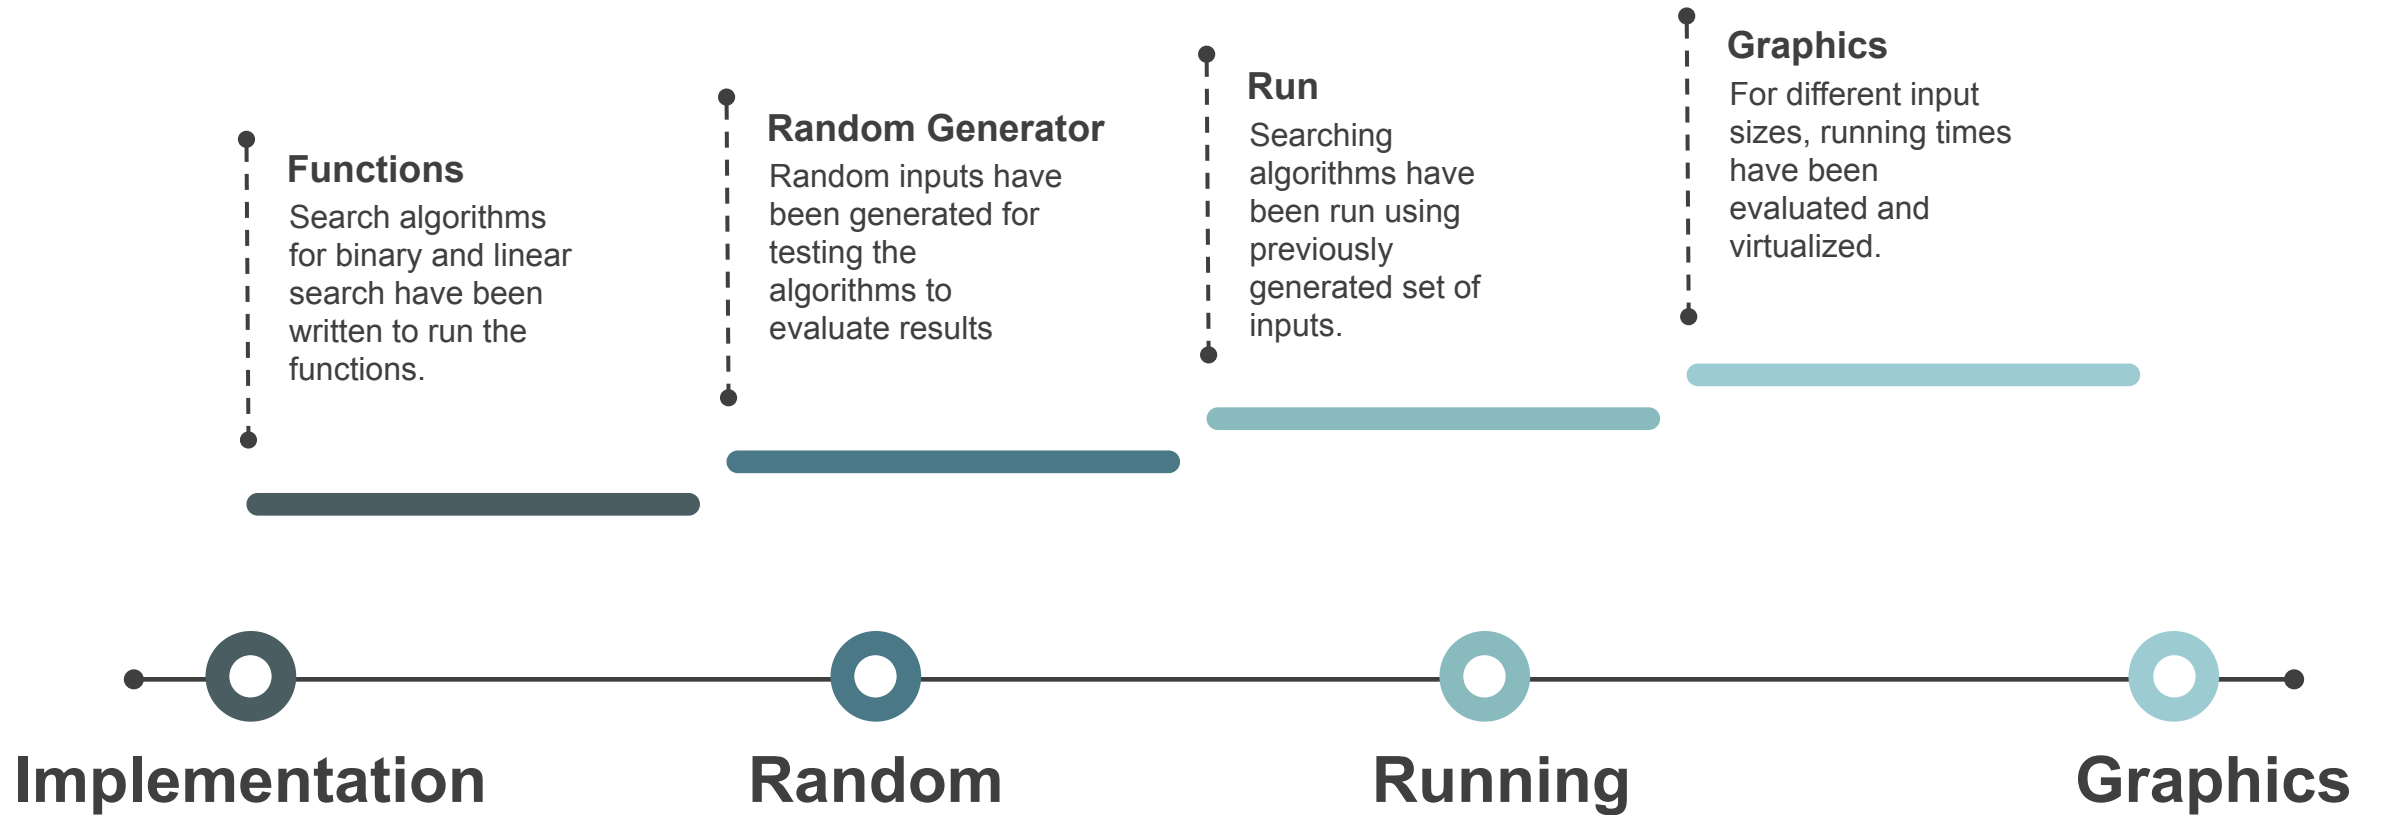 Functions
Search algorithms
for binary and linear
search have been
written to run the
functions.
Random Generator
Random inputs have
been generated for
testing the
algorithms to
evaluate results
Run
Searching
algorithms have
been run using
previously
generated set of
inputs.
Graphics
For different input
sizes, running times
have been
evaluated and
virtualized.
Implementation
Random
Running
Graphics